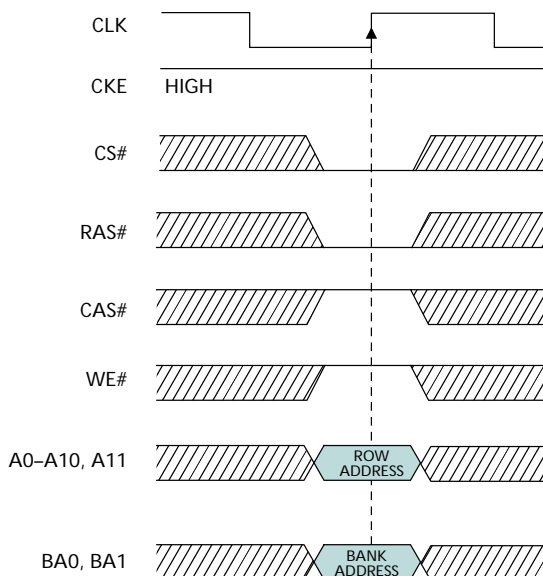 CLK
CKE HIGH
CS#
RAS#
CAS#
WE#
A0–A10, A11
ROW
ADDRESS
BA0, BA1
BANK
ADDRESS